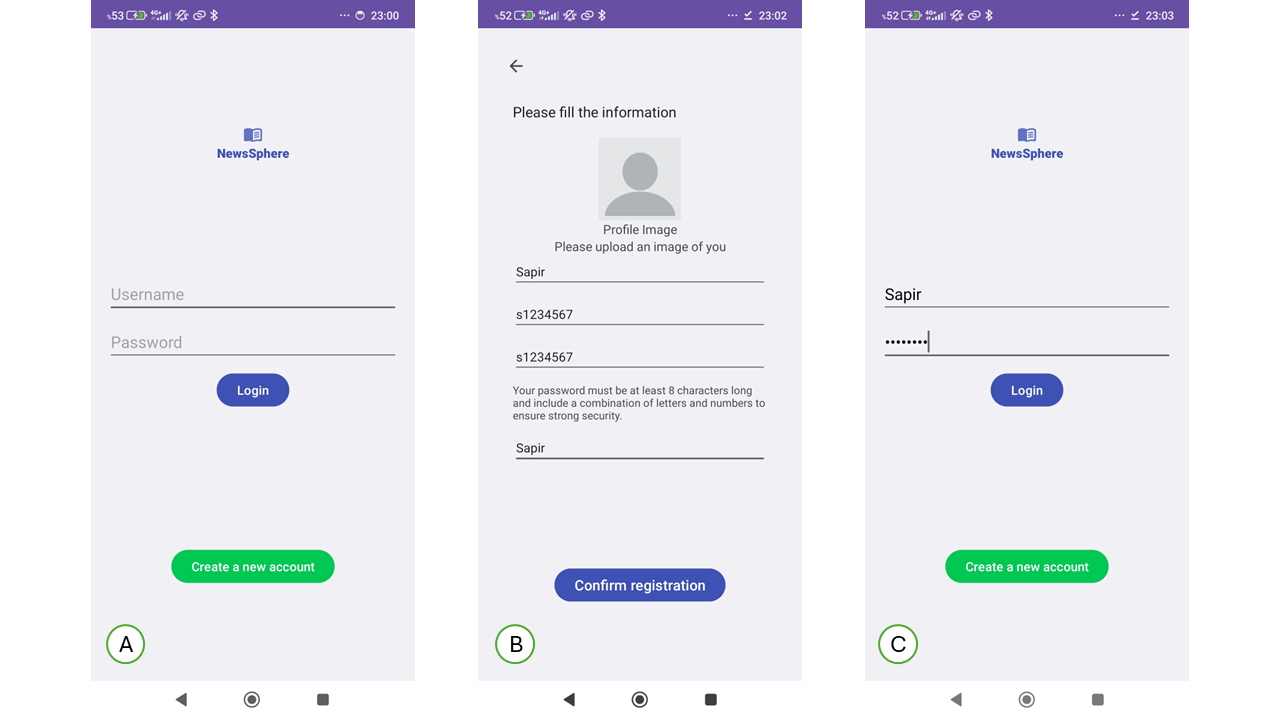 %53 4G+ ... 23:00
NewsSphere
Username
Password
Login
Create a new account
A
%52 4G+ ... 23:02
Please fill the information
Profile Image
Please upload an image of you
Sapir
s1234567
s1234567
Your password must be at least 8 characters long
and include a combination of letters and numbers to
ensure strong security.
Sapir
Confirm registration
B
%52 4G+ ... 23:03
NewsSphere
Sapir
••••••••
Login
Create a new account
C